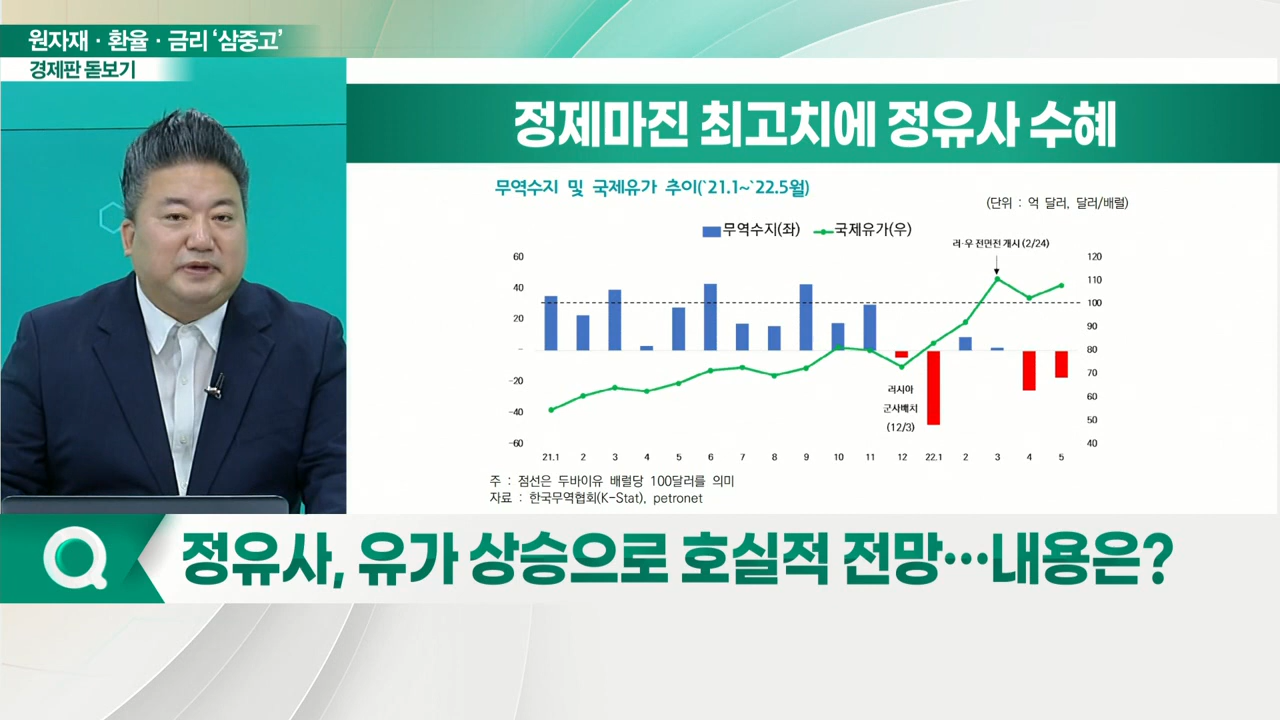 원자재 · 환율 · 금리 ‘삼중고’
경제판 돋보기
정제마진 최고치에 정유사 수혜
무역수지 및 국제유가 추이(`21.1~`22.5월)
(단위 : 억 달러, 달러/배럴)
무역수지(좌) 국제유가(우)
러-우 전면전 개시 (2/24)
60
40
20
-
-20
-40
-60
120
110
100
90
80
70
60
50
40
러시아
군사배치
(12/3)
21.1 2 3 4 5 6 7 8 9 10 11 12 22.1 2 3 4 5
주 : 점선은 두바이유 배럴당 100달러를 의미
자료 : 한국무역협회(K-Stat), petronet
정유사, 유가 상승으로 호실적 전망…내용은?